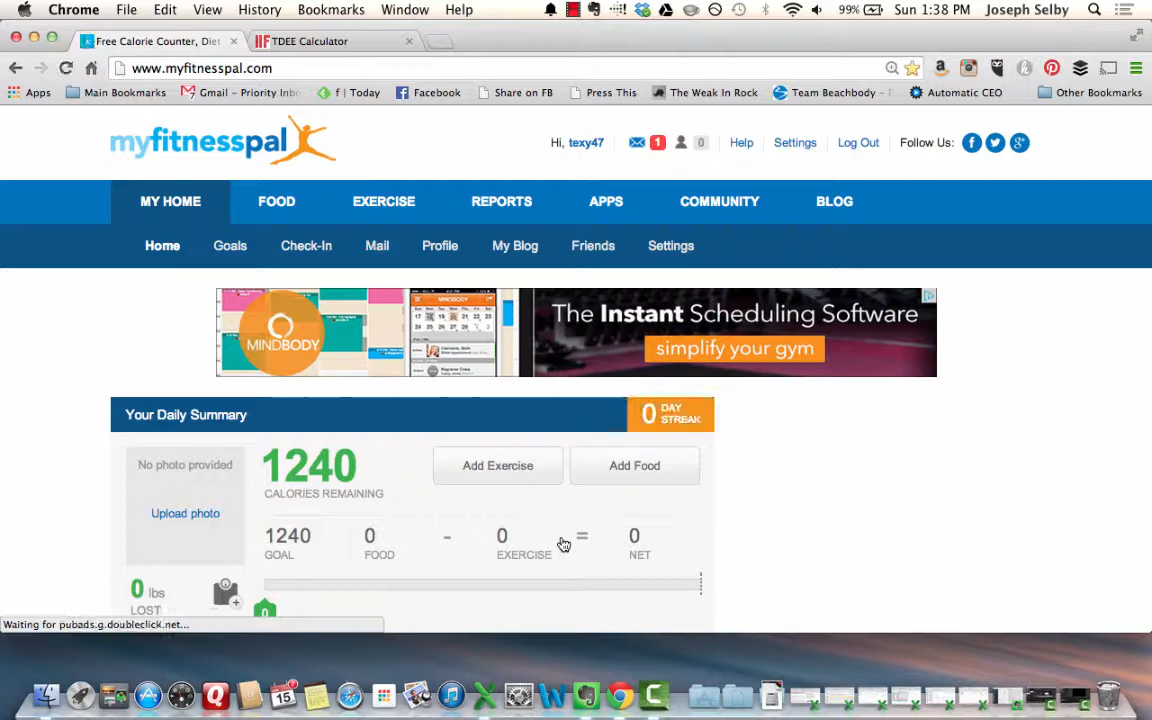 Chrome File Edit View History Bookmarks Window Help 99% Sun 1:38 PM Joseph Selby
Free Calorie Counter, Diet TDEE Calculator
www.myfitnesspal.com
Apps Main Bookmarks Gmail - Priority Inbo f | Today Facebook Share on FB Press This The Weak In Rock Team Beachbody - Automatic CEO Other Bookmarks
myfitnesspal
Hi, texy47 1 0 Help Settings Log Out Follow Us:
MY HOME FOOD EXERCISE REPORTS APPS COMMUNITY BLOG
Home Goals Check-In Mail Profile My Blog Friends Settings
MINDBODY
The Instant Scheduling Software
simplify your gym
Your Daily Summary
0 DAY
STREAK
No photo provided
Upload photo
1240
CALORIES REMAINING
Add Exercise Add Food
1240 0 - 0 = 0
GOAL FOOD EXERCISE NET
0 lbs
LOST
0
Waiting for pubads.g.doubleclick.net...
15